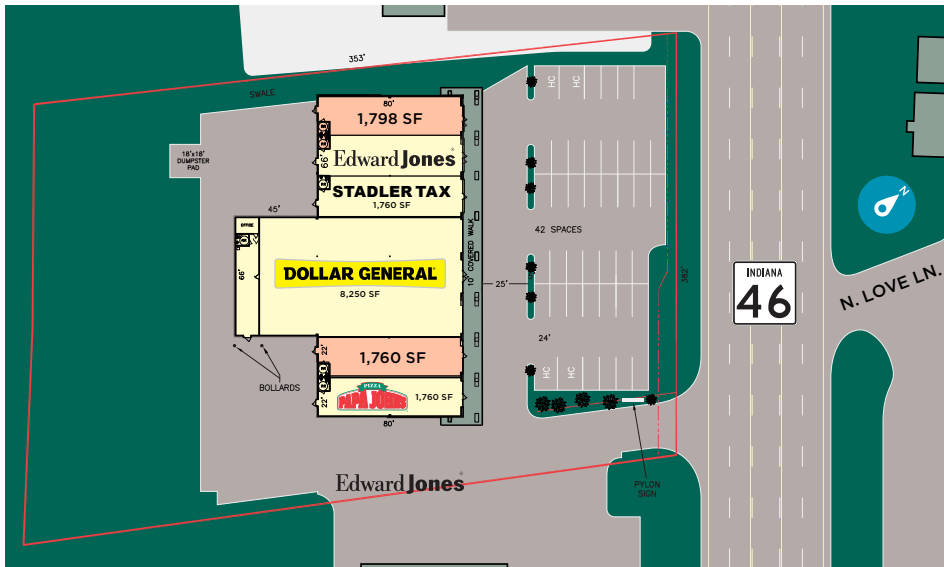 353'
SWALE
HC
HC
80'
1,798 SF
18'x18'
DUMPSTER
PAD
66'
Edward Jones®
STADLER TAX
1,760 SF
N
45'
OFFICE
42 SPACES
10' COVERED WALK
66'
DOLLAR GENERAL
8,250 SF
25'
382'
INDIANA
46
N. LOVE LN.
22'
1,760 SF
24'
BOLLARDS
HC
HC
22'
PIZZA
PAPA JOHNS
1,760 SF
80'
Edward Jones®
PYLON
SIGN